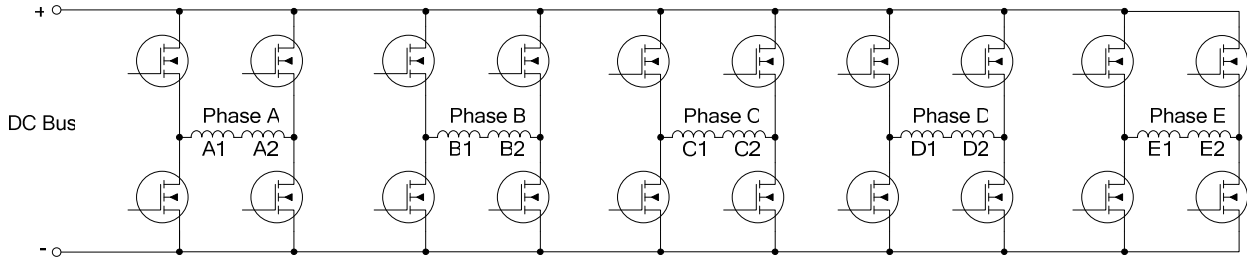 +
Phase A
Phase B
Phase C
Phase D
Phase E
DC Bus
A1 A2
B1 B2
C1 C2
D1 D2
E1 E2
-